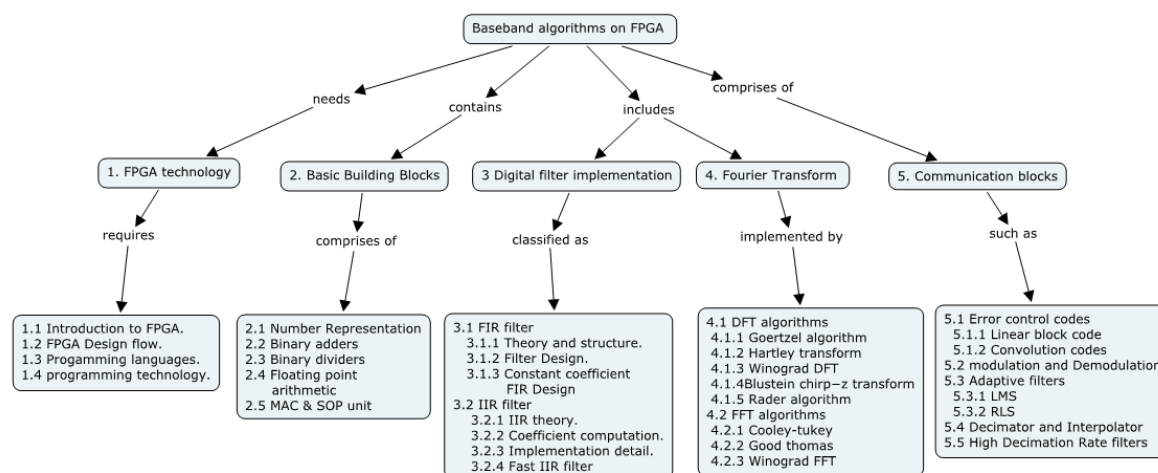 Baseband algorithms on FPGA
needs
contains
includes
comprises of
1. FPGA technology
2. Basic Building Blocks
3 Digital filter implementation
4. Fourier Transform
5. Communication blocks
requires
comprises of
classified as
implemented by
such as
1.1 Introduction to FPGA.
1.2 FPGA Design flow.
1.3 Progamming languages.
1.4 programming technology.
2.1 Number Representation
2.2 Binary adders
2.3 Binary dividers
2.4 Floating point
arithmetic
2.5 MAC & SOP unit
3.1 FIR filter
3.1.1 Theory and structure.
3.1.2 Filter Design.
3.1.3 Constant coefficient
FIR Design
3.2 IIR filter
3.2.1 IIR theory.
3.2.2 Coefficient computation.
3.2.3 Implementation detail.
3.2.4 Fast IIR filter
4.1 DFT algorithms
4.1.1 Goertzel algorithm
4.1.2 Hartley transform
4.1.3 Winograd DFT
4.1.4Blustein chirp−z transform
4.1.5 Rader algorithm
4.2 FFT algorithms
4.2.1 Cooley-tukey
4.2.2 Good thomas
4.2.3 Winograd FFT
5.1 Error control codes
5.1.1 Linear block code
5.1.2 Convolution codes
5.2 modulation and Demodulation
5.3 Adaptive filters
5.3.1 LMS
5.3.2 RLS
5.4 Decimator and Interpolator
5.5 High Decimation Rate filters